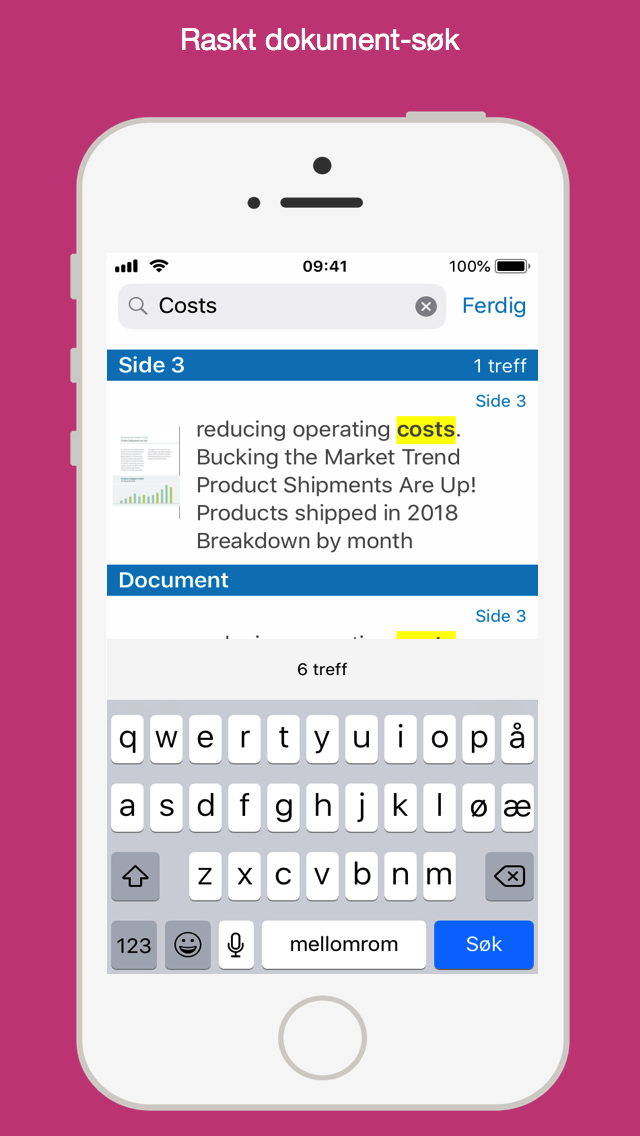 Raskt dokument-søk
09:41
100%
Costs
Ferdig
Side 3
1 treff
Side 3
reducing operating costs.
Bucking the Market Trend
Product Shipments Are Up!
Products shipped in 2018
Breakdown by month
Document
Side 3
6 treff
q w e r t y u i o p å
a s d f g h j k l ø æ
z x c v b n m
123
mellomrom
Søk